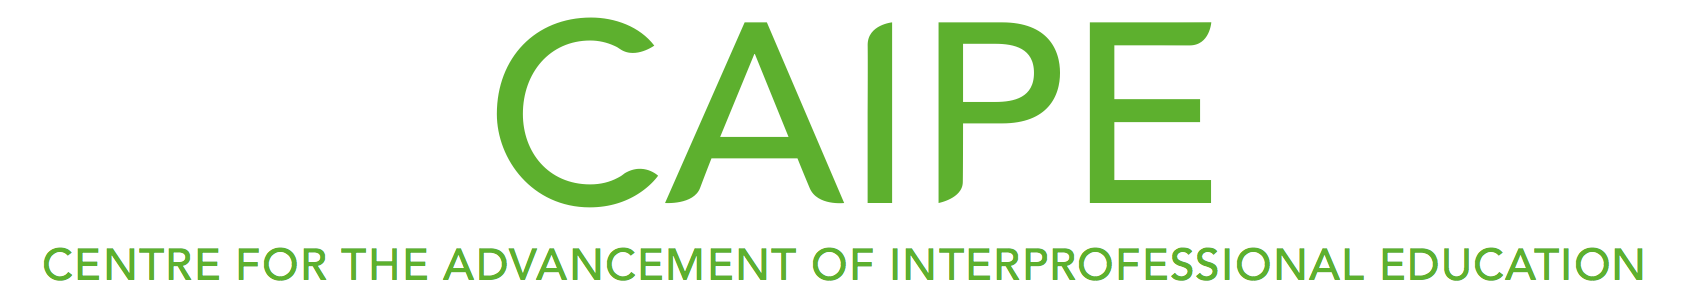 CAIPE
CENTRE FOR THE ADVANCEMENT OF INTERPROFESSIONAL EDUCATION